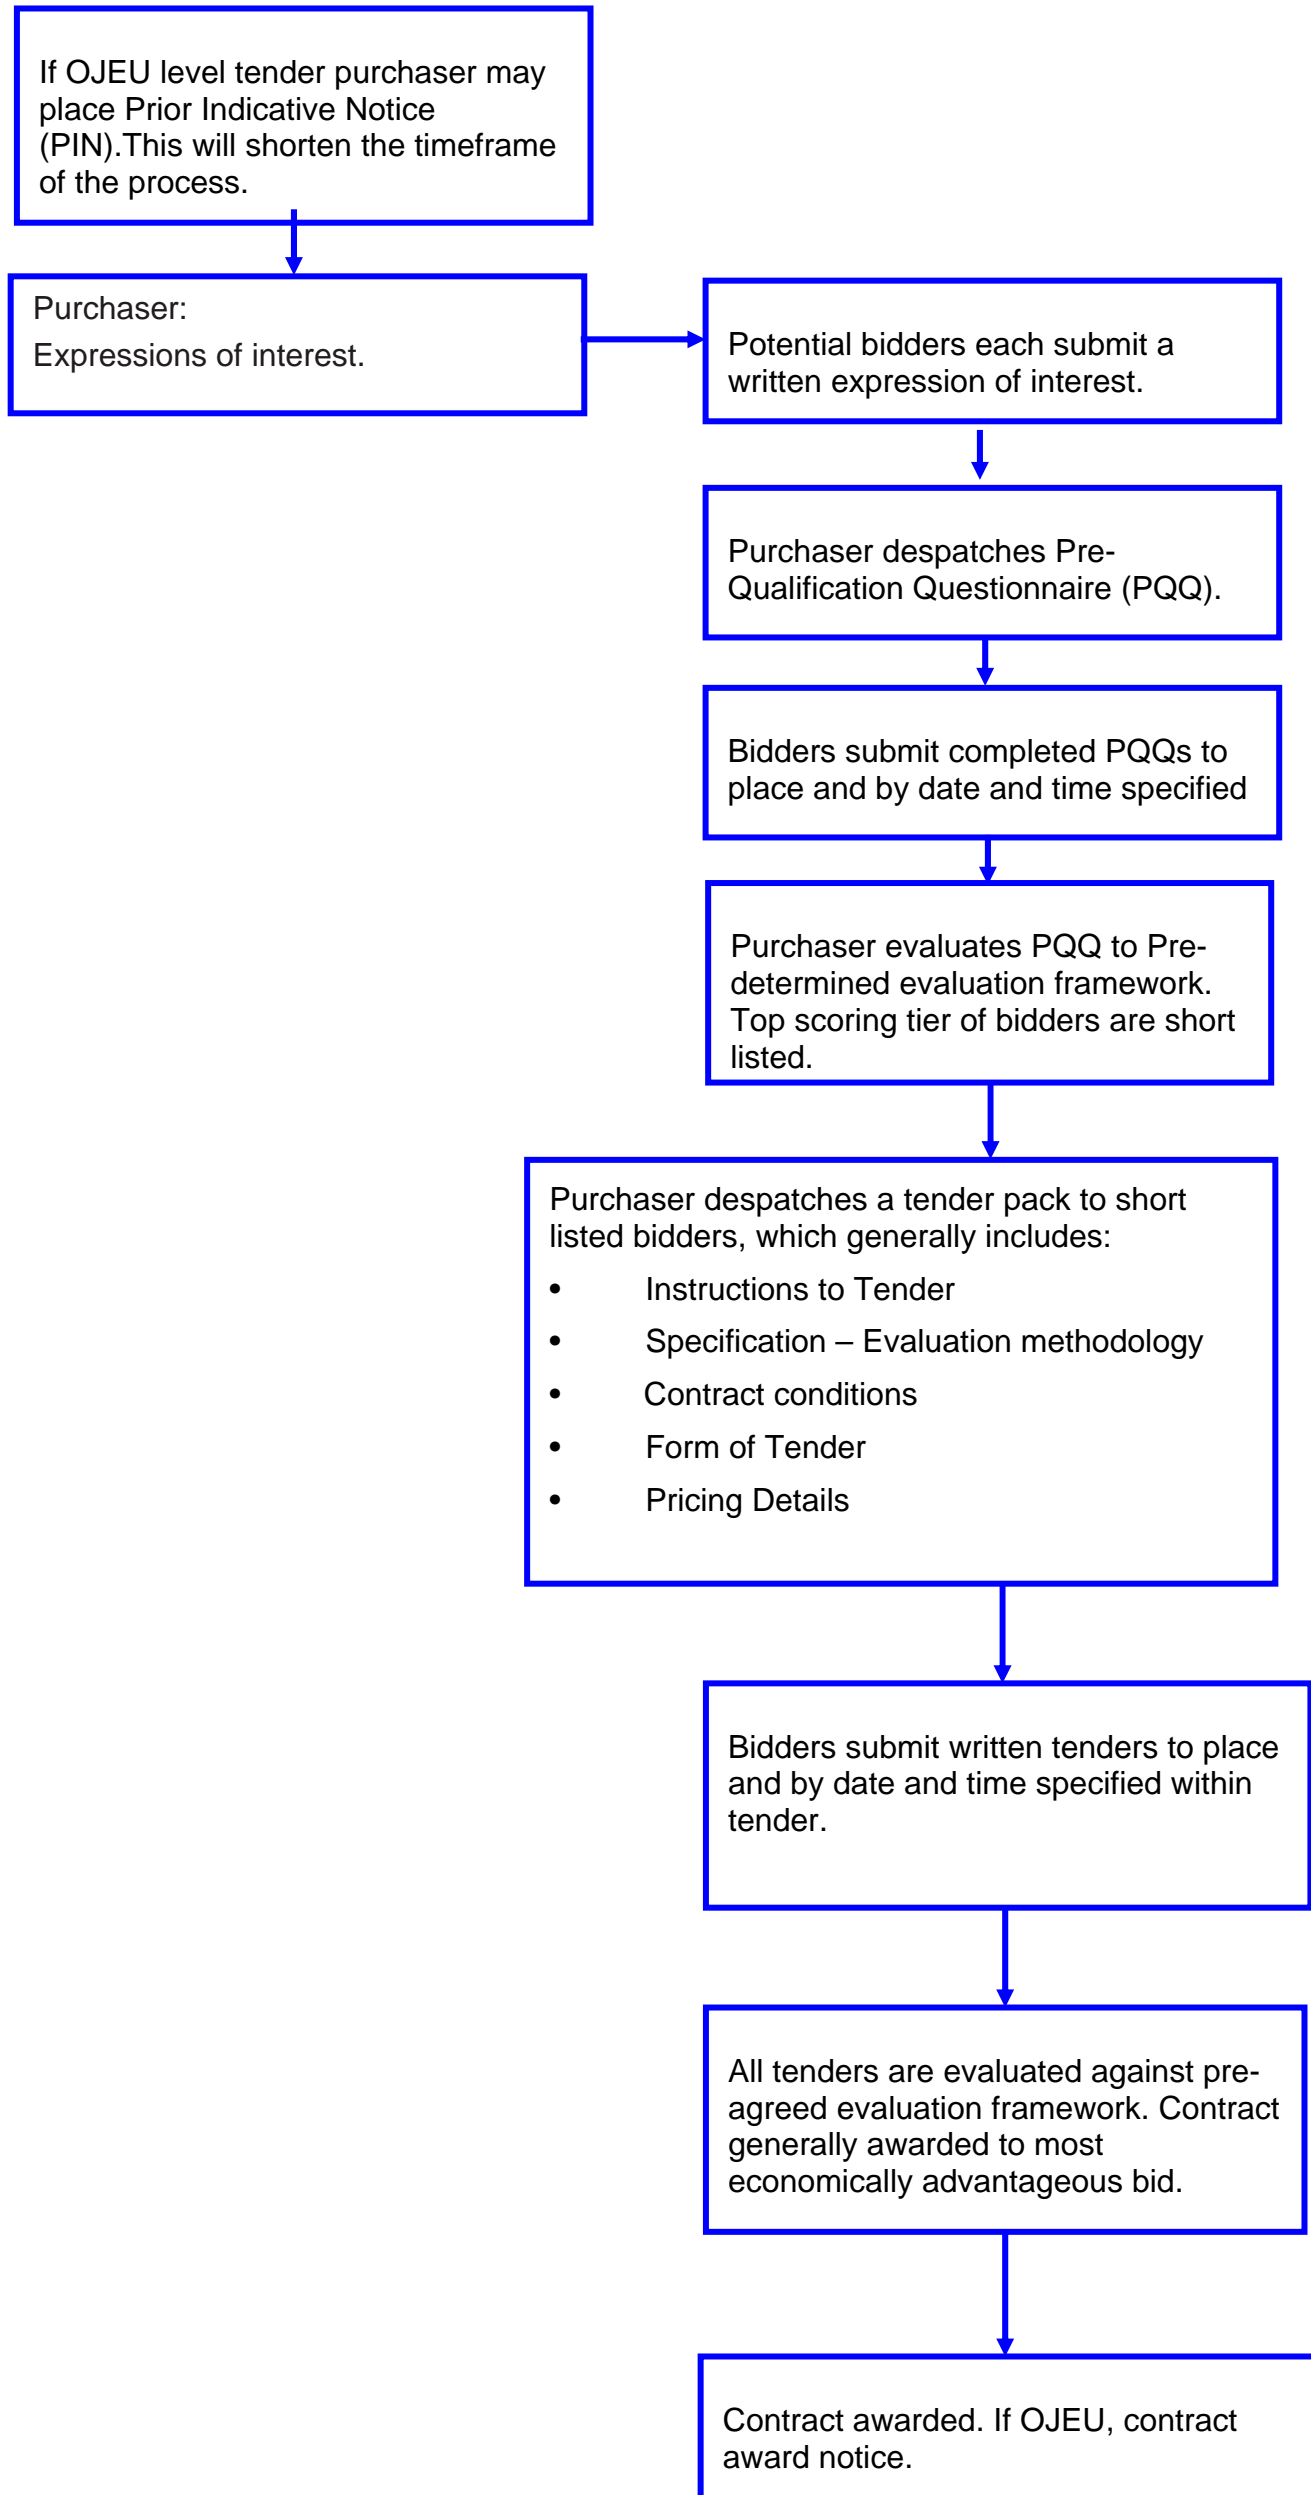 If OJEU level tender purchaser may
place Prior Indicative Notice
(PIN).This will shorten the timeframe
of the process.
Purchaser:
Expressions of interest.
Potential bidders each submit a
written expression of interest.
Purchaser despatches Pre-
Qualification Questionnaire (PQQ).
Bidders submit completed PQQs to
place and by date and time specified
Purchaser evaluates PQQ to Pre-
determined evaluation framework.
Top scoring tier of bidders are short
listed.
Purchaser despatches a tender pack to short
listed bidders, which generally includes:
• Instructions to Tender
• Specification – Evaluation methodology
• Contract conditions
• Form of Tender
• Pricing Details
Bidders submit written tenders to place
and by date and time specified within
tender.
All tenders are evaluated against pre-
agreed evaluation framework. Contract
generally awarded to most
economically advantageous bid.
Contract awarded. If OJEU, contract
award notice.